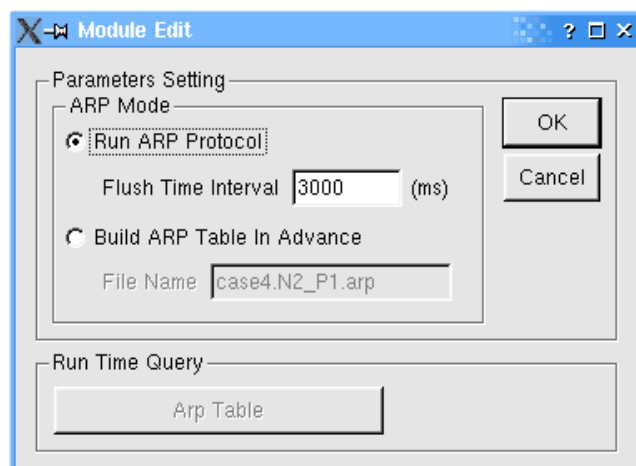 Module Edit
Parameters Setting
ARP Mode
Run ARP Protocol
OK
Flush Time Interval 3000 (ms)
Cancel
Build ARP Table In Advance
File Name case4.N2_P1.arp
Run Time Query
Arp Table